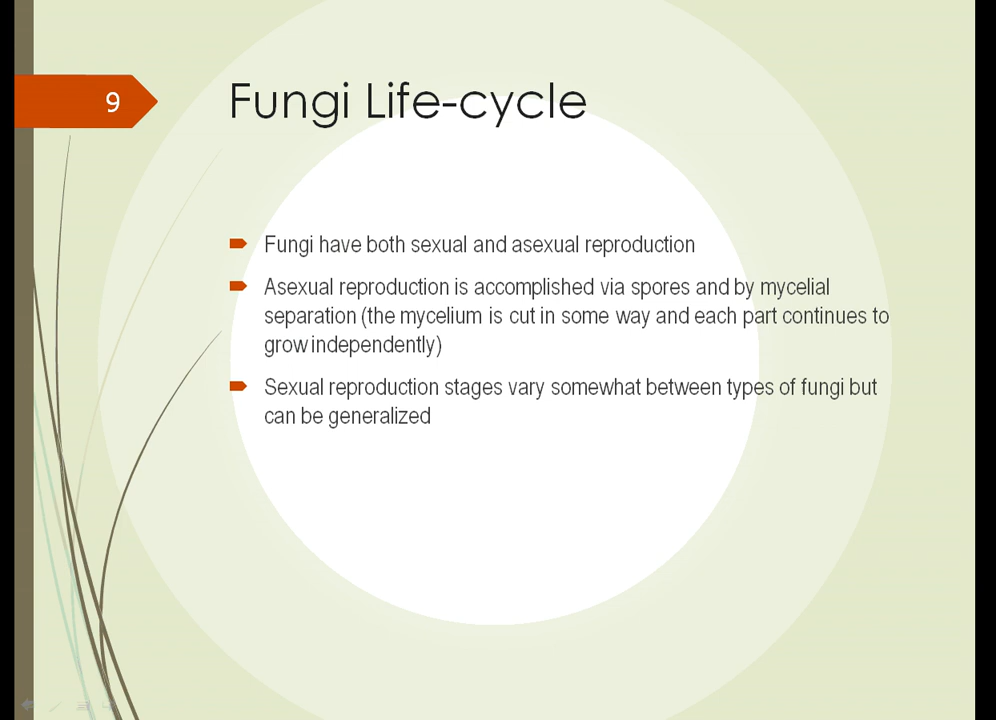 9
Fungi Life-cycle
Fungi have both sexual and asexual reproduction
Asexual reproduction is accomplished via spores and by mycelial
separation (the mycelium is cut in some way and each part continues to
grow independently)
Sexual reproduction stages vary somewhat between types of fungi but
can be generalized